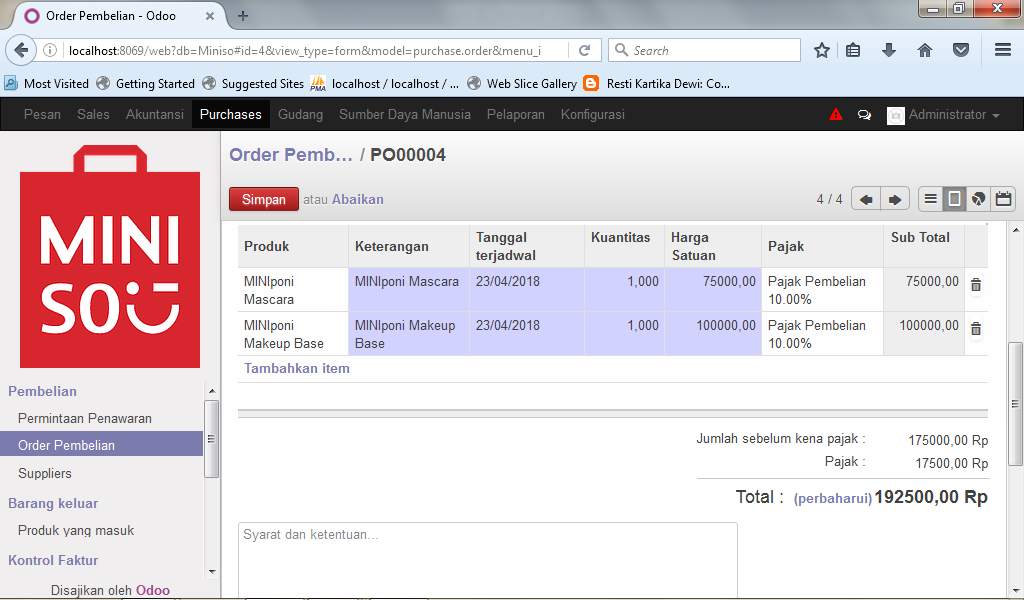 Order Pembelian - Odoo
localhost:8069/web?db=Miniso#id=4&view_type=form&model=purchase.order&menu_i
Search
Most Visited Getting Started Suggested Sites localhost / localhost / ... Web Slice Gallery Resti Kartika Dewi: Co...
Pesan Sales Akuntansi Purchases Gudang Sumber Daya Manusia Pelaporan Konfigurasi Administrator
MINI
SO
Order Pemb... / PO00004
Simpan atau Abaikan 4 / 4
Produk Keterangan Tanggal terjadwal Kuantitas Harga Satuan Pajak Sub Total
MINIponi Mascara MINIponi Mascara 23/04/2018 1,000 75000,00 Pajak Pembelian 10.00% 75000,00
MINIponi Makeup Base MINIponi Makeup Base 23/04/2018 1,000 100000,00 Pajak Pembelian 10.00% 100000,00
Tambahkan item
Jumlah sebelum kena pajak : 175000,00 Rp
Pajak : 17500,00 Rp
Total : (perbaharui) 192500,00 Rp
Syarat dan ketentuan...
Pembelian
Permintaan Penawaran
Order Pembelian
Suppliers
Barang keluar
Produk yang masuk
Kontrol Faktur
Disajikan oleh Odoo